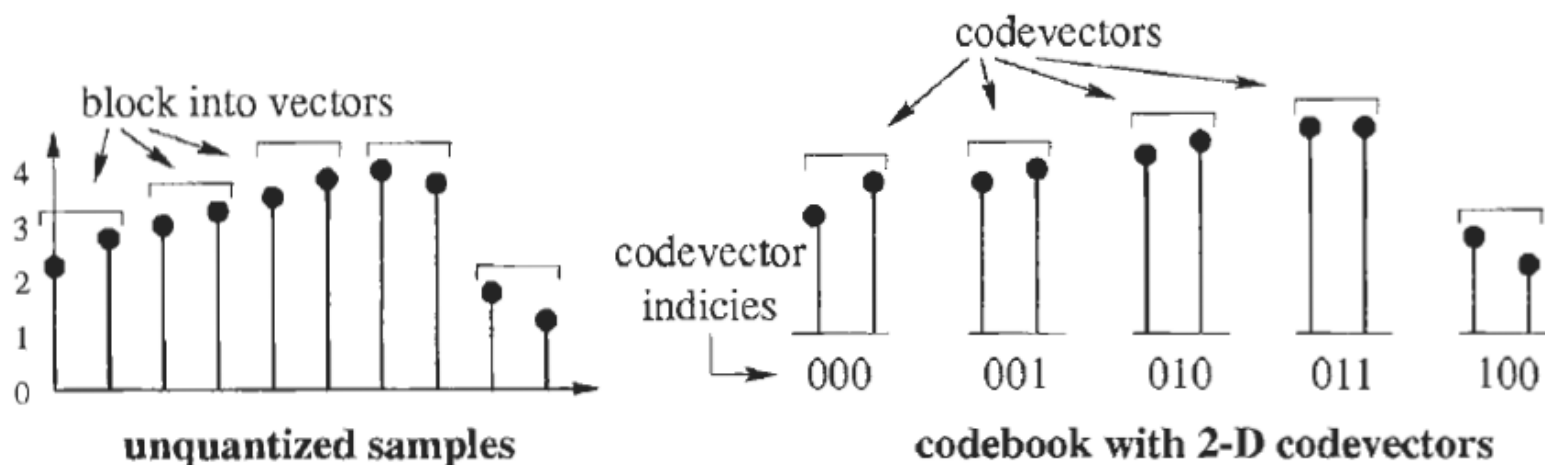 block into vectors
4
3
2
1
0
unquantized samples
codevectors
codevector
indicies
000 001 010 011 100
codebook with 2-D codevectors